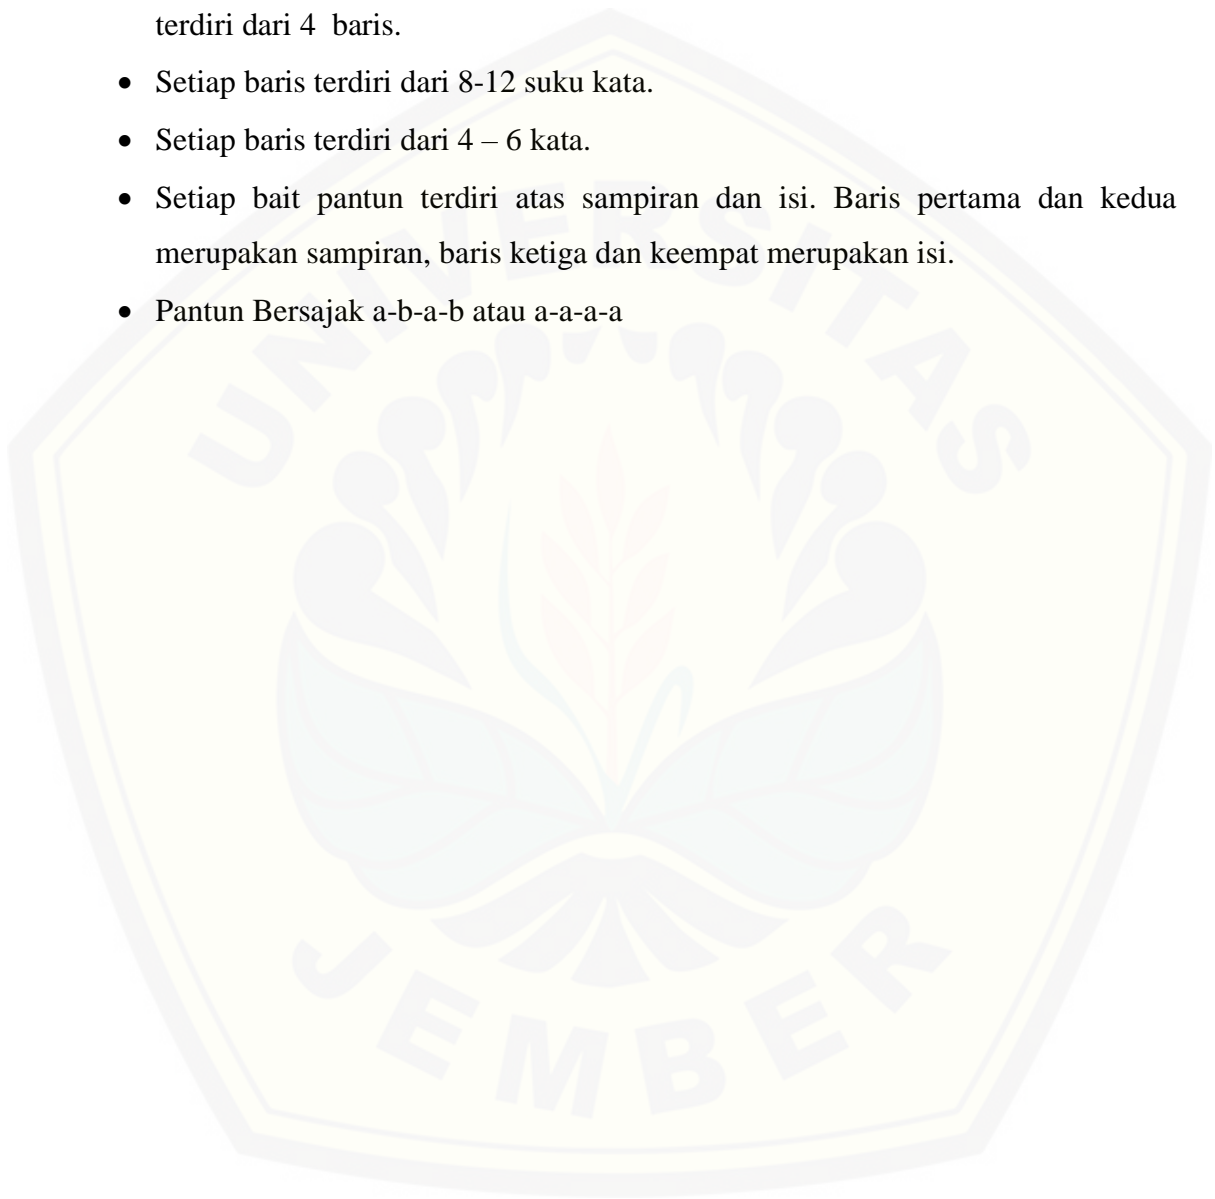 terdiri dari 4 baris.
• Setiap baris terdiri dari 8-12 suku kata.
• Setiap baris terdiri dari 4 – 6 kata.
• Setiap bait pantun terdiri atas sampiran dan isi. Baris pertama dan kedua
merupakan sampiran, baris ketiga dan keempat merupakan isi.
• Pantun Bersajak a-b-a-b atau a-a-a-a
UNIVERSITAS
JEMBER